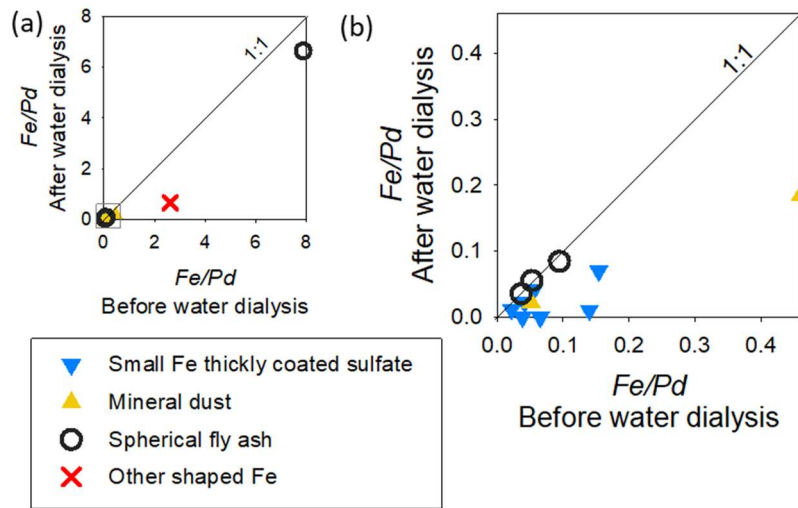 (a)
8
6
4
2
0
Fe/Pd
After water dialysis
1:1
0 2 4 6 8
Fe/Pd
Before water dialysis
(b)
0.4
0.3
0.2
0.1
0.0
Fe/Pd
After water dialysis
1:1
0.0 0.1 0.2 0.3 0.4
Fe/Pd
Before water dialysis
Small Fe thickly coated sulfate
Mineral dust
Spherical fly ash
Other shaped Fe